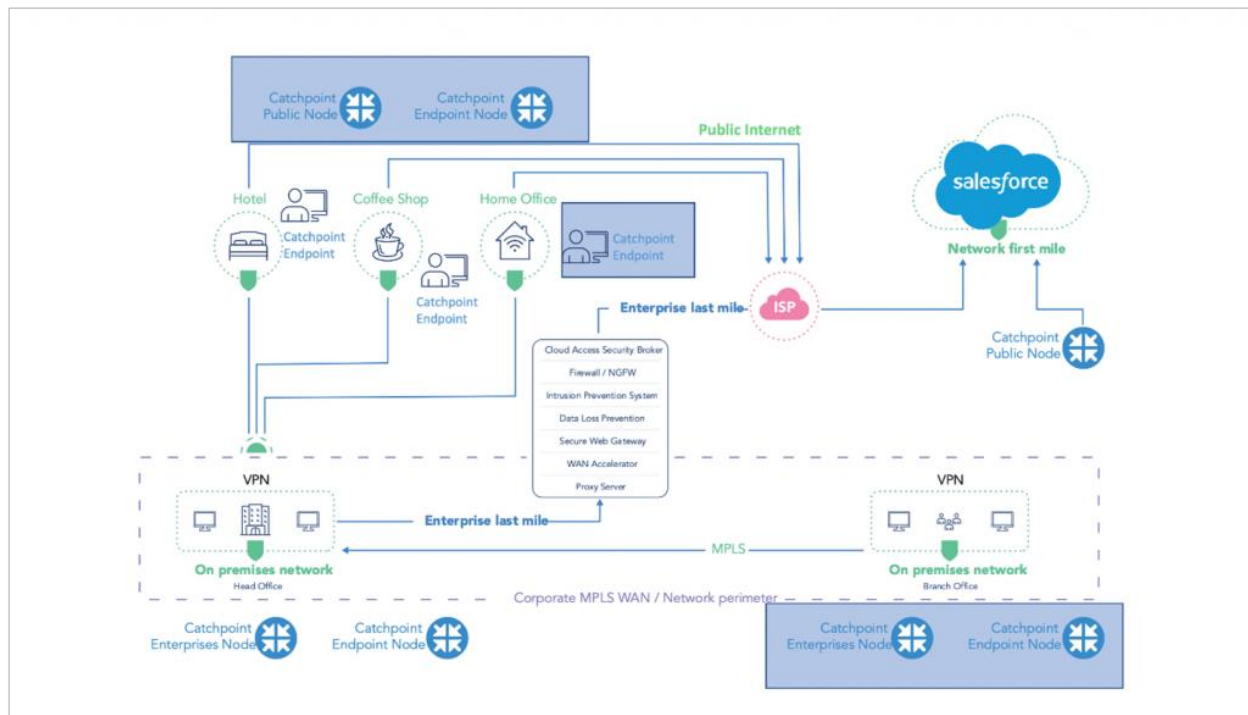 Catchpoint
Public Node
Catchpoint
Endpoint Node
Public Internet
Hotel
Coffee Shop
Home Office
Catchpoint
Endpoint
Catchpoint
Endpoint
Catchpoint
Endpoint
salesforce
Network first mile
Enterprise last mile
ISP
Catchpoint
Public Node
Cloud Access Security Broker
Firewall / NGFW
Intrusion Prevention System
Data Loss Prevention
Secure Web Gateway
WAN Accelerator
Proxy Server
VPN
Enterprise last mile
On premises network
Head Office
MPLS
VPN
On premises network
Branch Office
Corporate MPLS WAN / Network perimeter
Catchpoint
Enterprises Node
Catchpoint
Endpoint Node
Catchpoint
Enterprises Node
Catchpoint
Endpoint Node